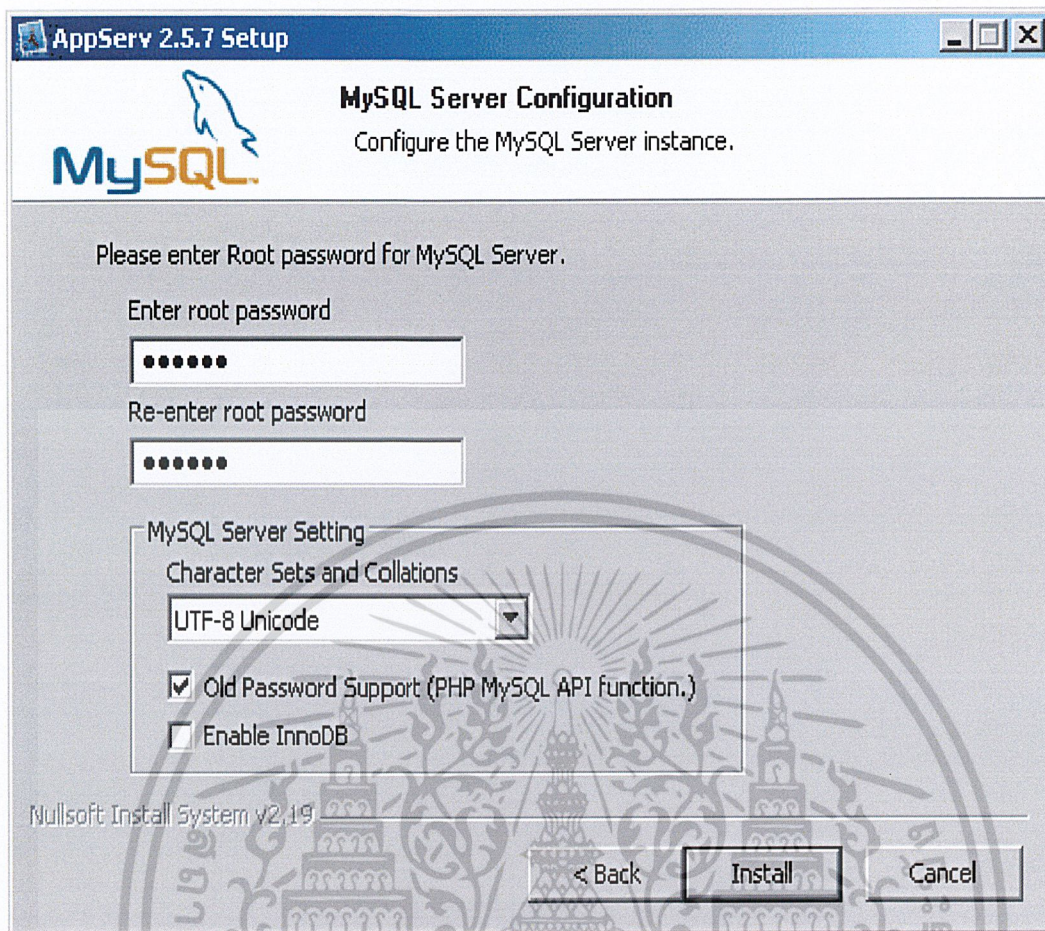 AppServ 2.5.7 Setup
MySQL
MySQL Server Configuration
Configure the MySQL Server instance.
Please enter Root password for MySQL Server.
Enter root password
••••••
Re-enter root password
••••••
MySQL Server Setting
Character Sets and Collations
UTF-8 Unicode
Old Password Support (PHP MySQL API function.)
Enable InnoDB
Nullsoft Install System v2.19
< Back
Install
Cancel